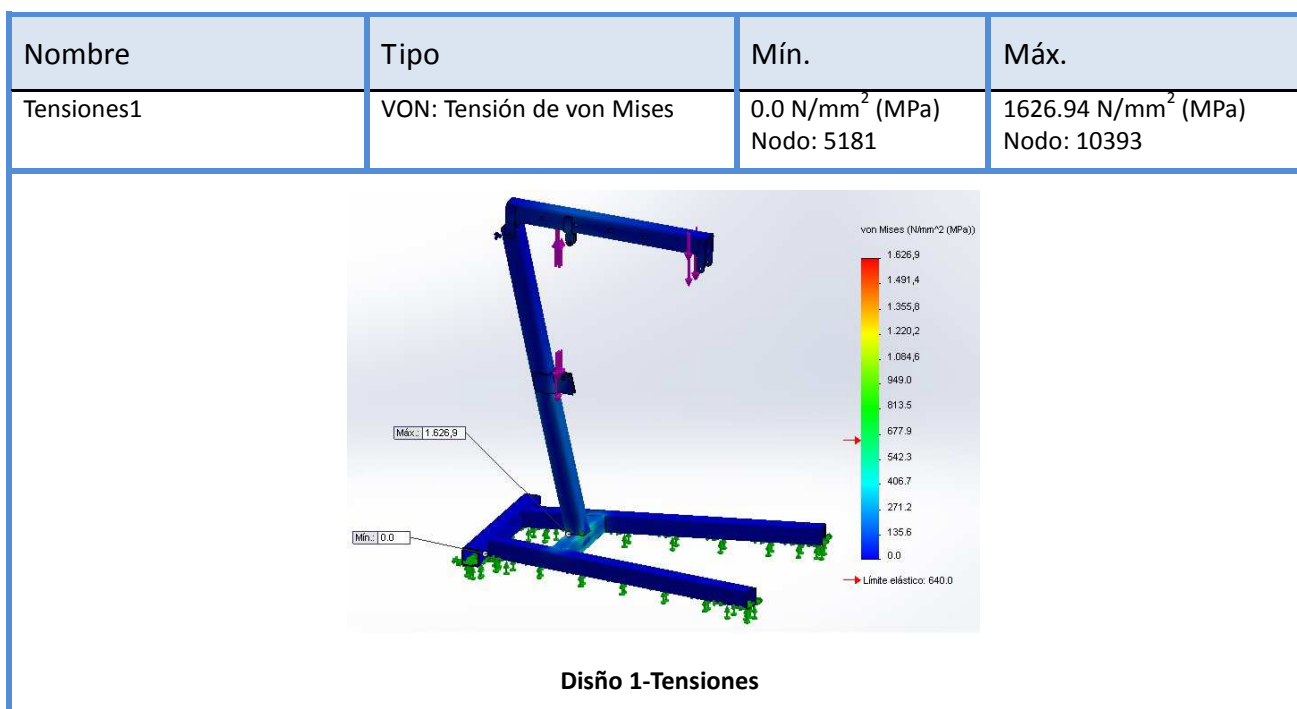 Nombre
Tipo
Mín.
Máx.
Tensiones1
VON: Tensión de von Mises
0.0 N/mm² (MPa)
Nodo: 5181
1626.94 N/mm² (MPa)
Nodo: 10393
von Mises (N/mm^2 (MPa))
1.626,9
1.491,4
1.355,8
1.220,2
1.084,6
949.0
813.5
677.9
542.3
406.7
271.2
135.6
0.0
Límite elástico: 640.0
Máx.: 1.626,9
Mín.: 0.0
Disño 1-Tensiones